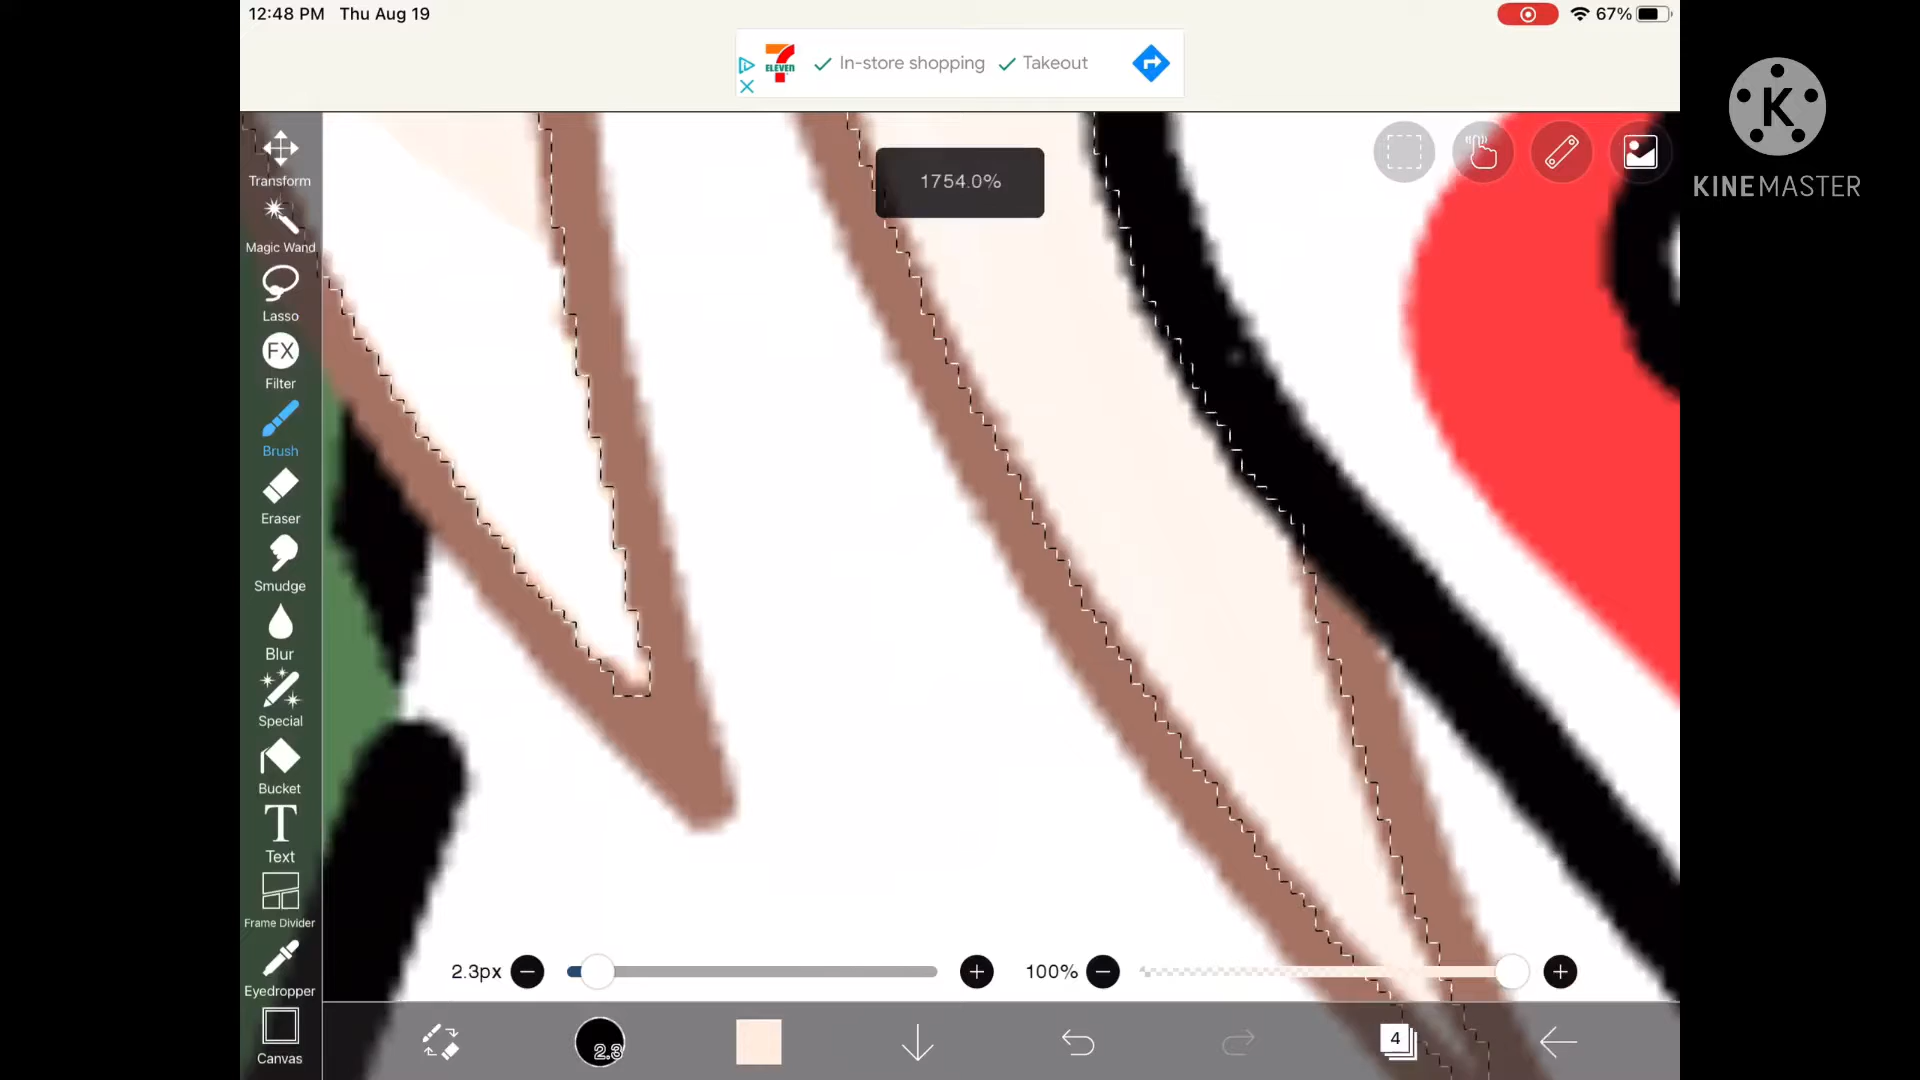 12:48 PM Thu Aug 19
67%
7 ELEVEN
In-store shopping Takeout
K
KINEMASTER
1754.0%
Transform
Magic Wand
Lasso
FX
Filter
Brush
Eraser
Smudge
Blur
Special
Bucket
T
Text
Frame Divider
Eyedropper
Canvas
2.3px
100%
2.3
4